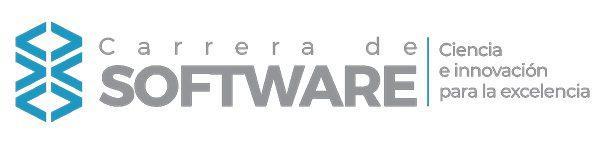 Carrera de
SOFTWARE
Ciencia
e innovación
para la excelencia